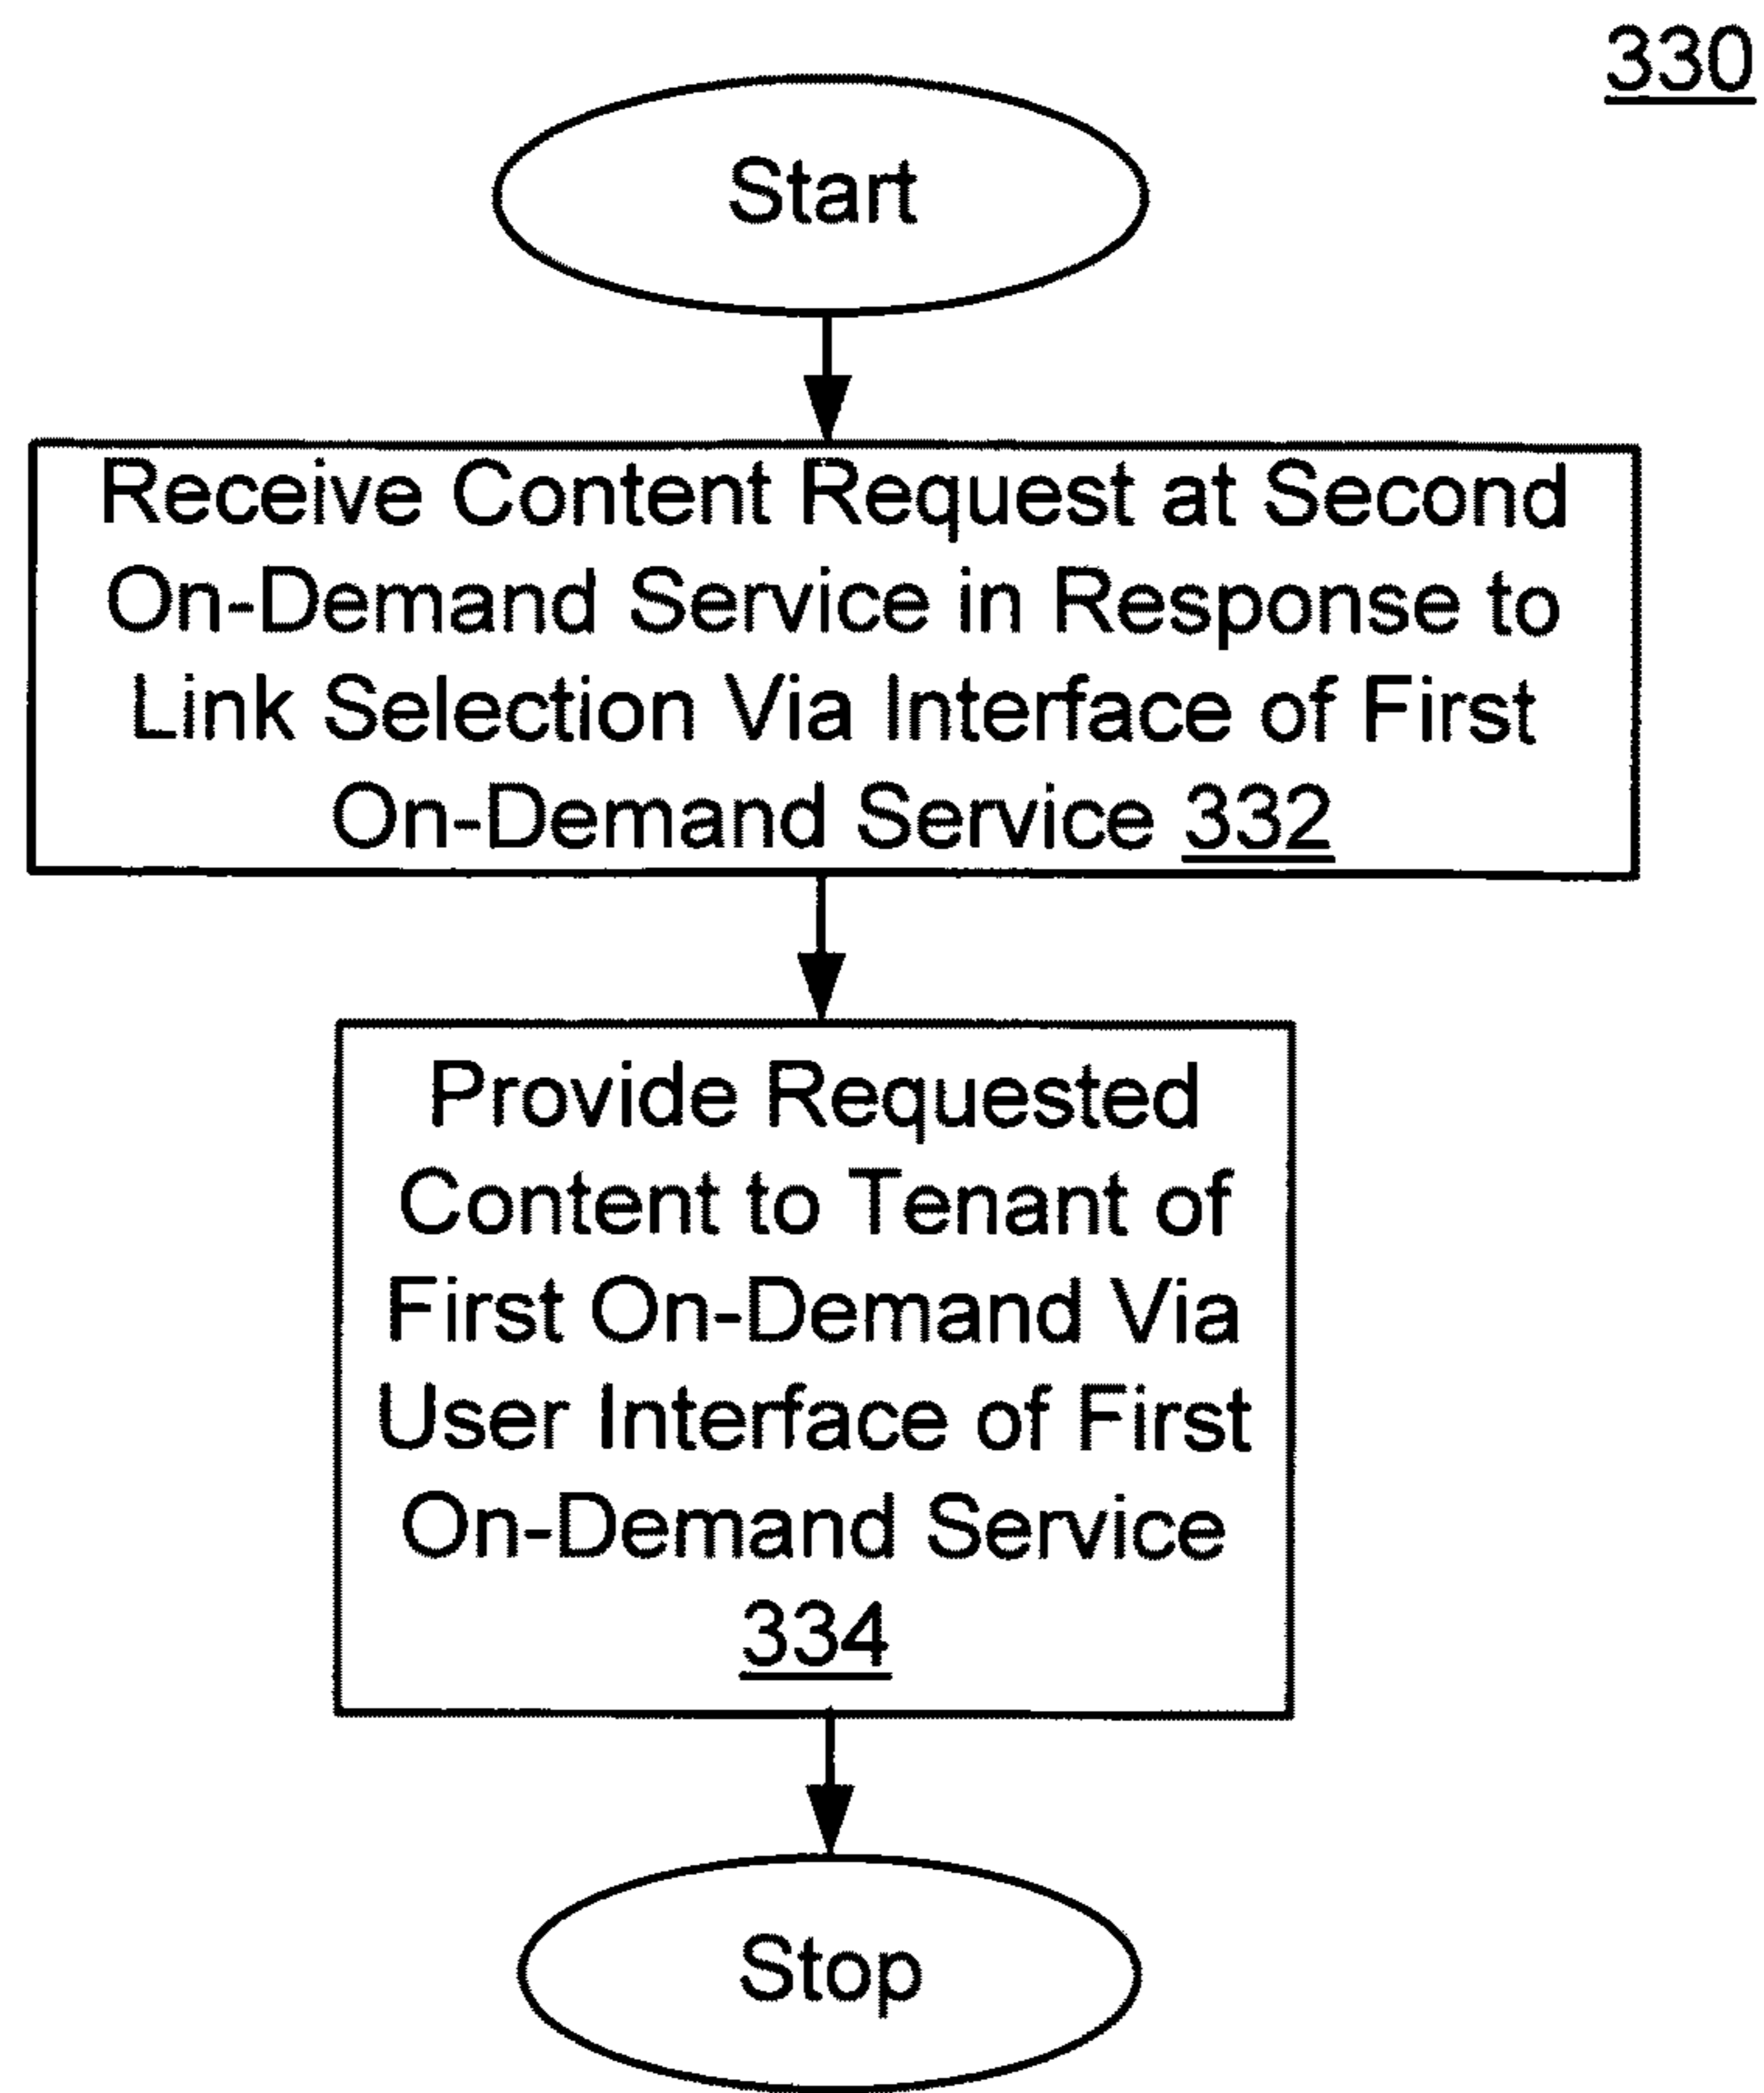 330
Start
Receive Content Request at Second
On-Demand Service in Response to
Link Selection Via Interface of First
On-Demand Service 332
Provide Requested
Content to Tenant of
First On-Demand Via
User Interface of First
On-Demand Service
334
Stop